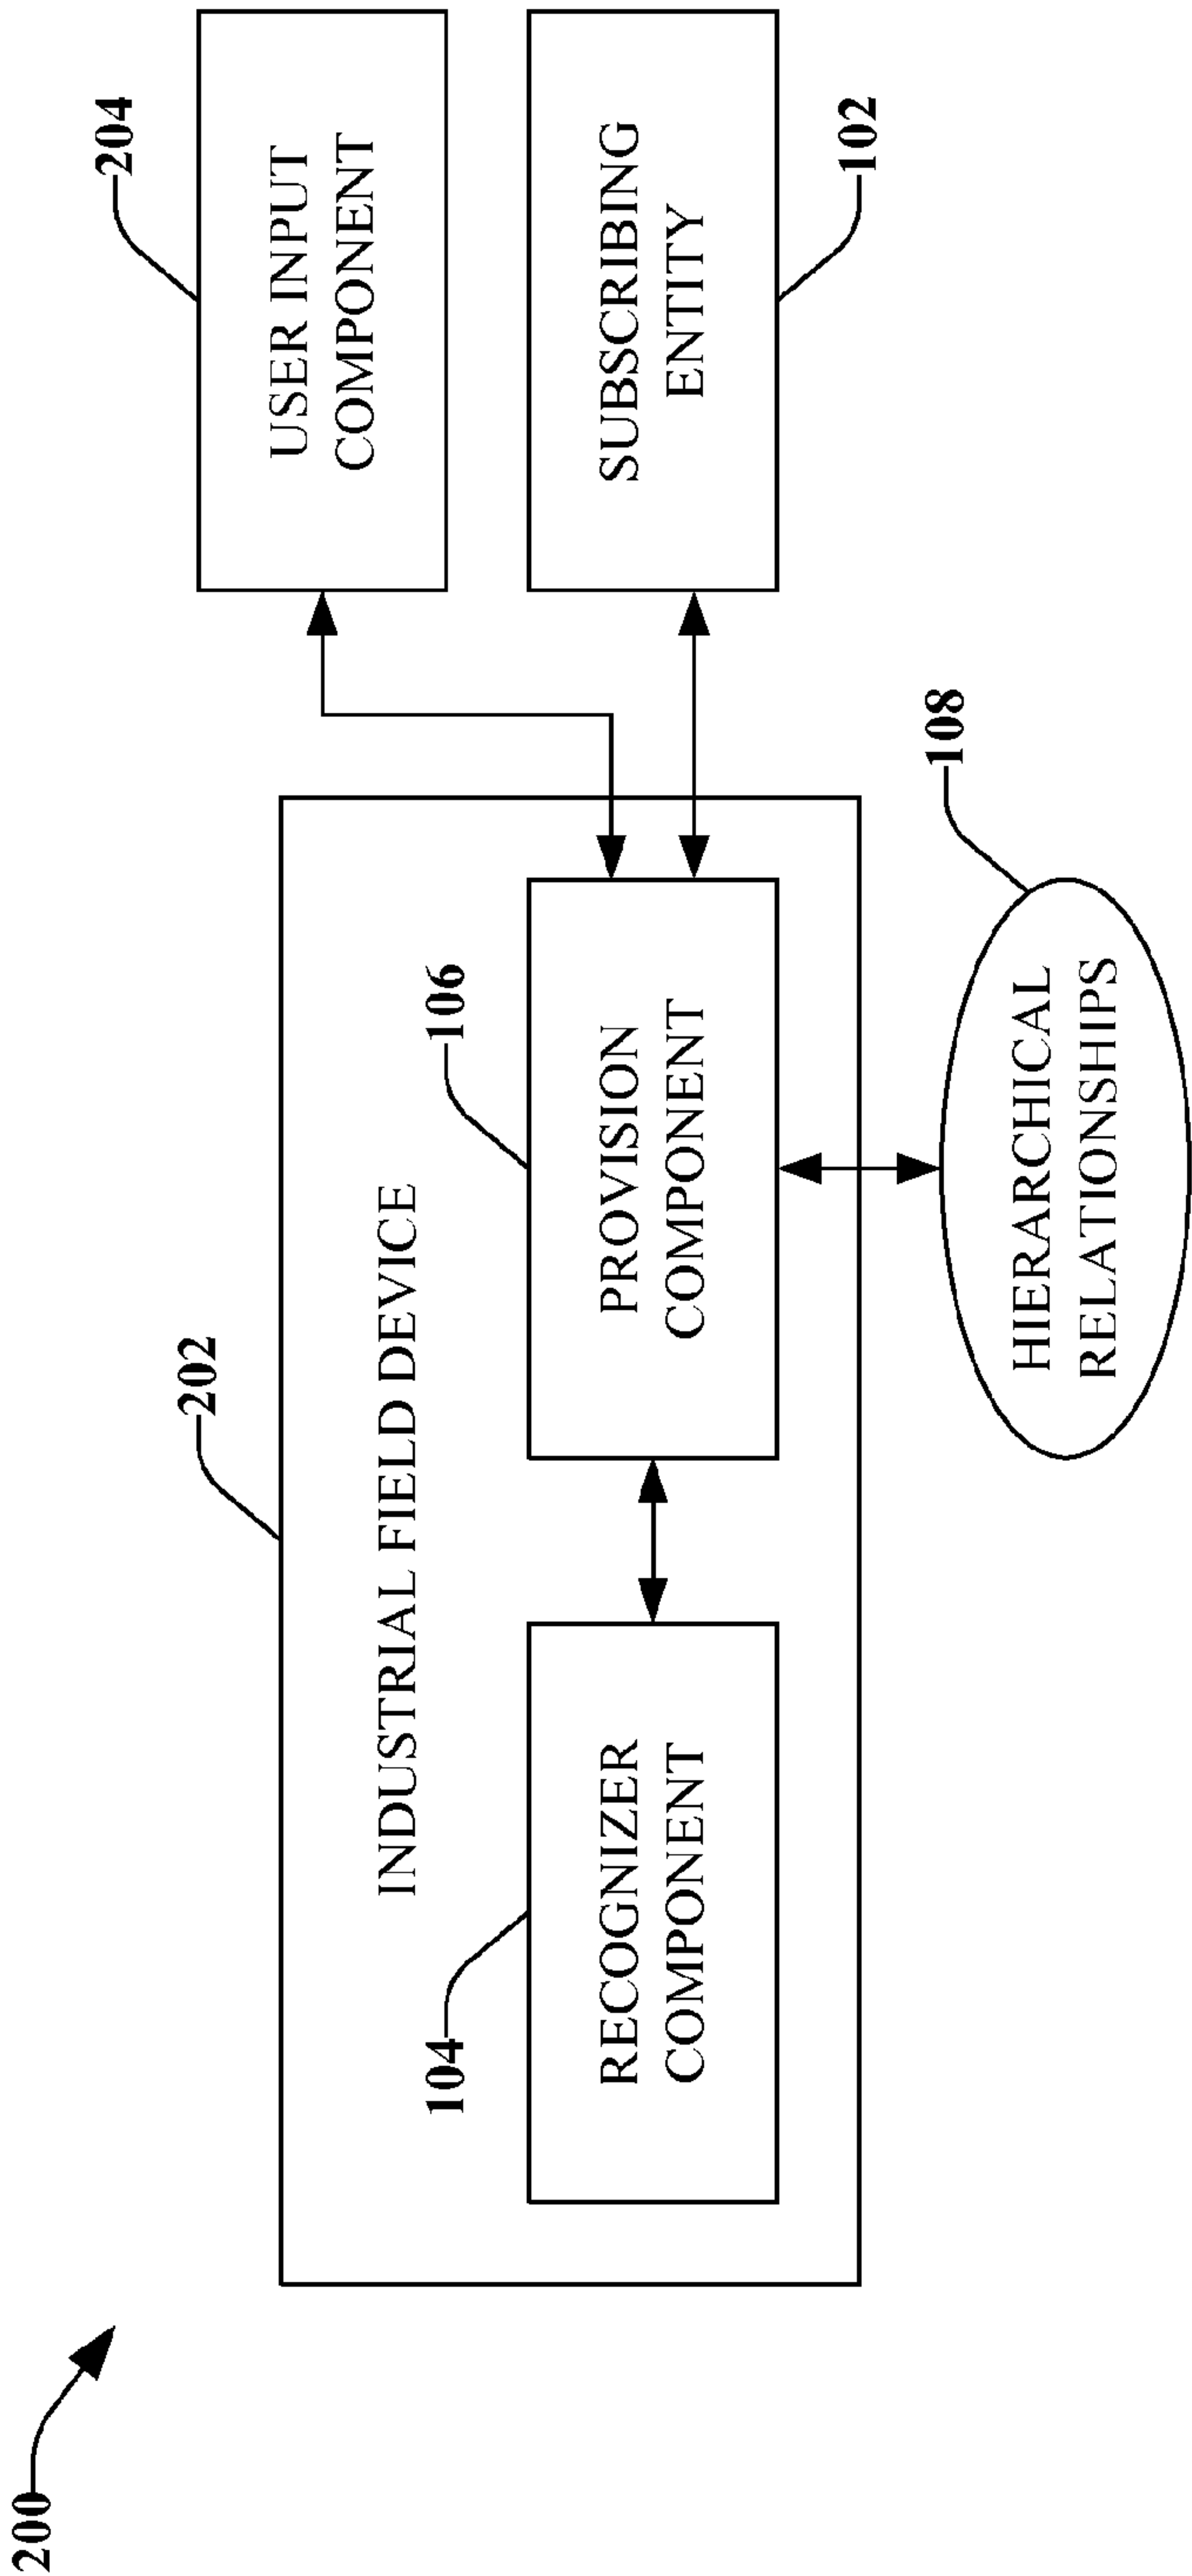 200
202
INDUSTRIAL FIELD DEVICE
104
RECOGNIZER
COMPONENT
106
PROVISION
COMPONENT
204
USER INPUT
COMPONENT
SUBSCRIBING
ENTITY
102
108
HIERARCHICAL
RELATIONSHIPS